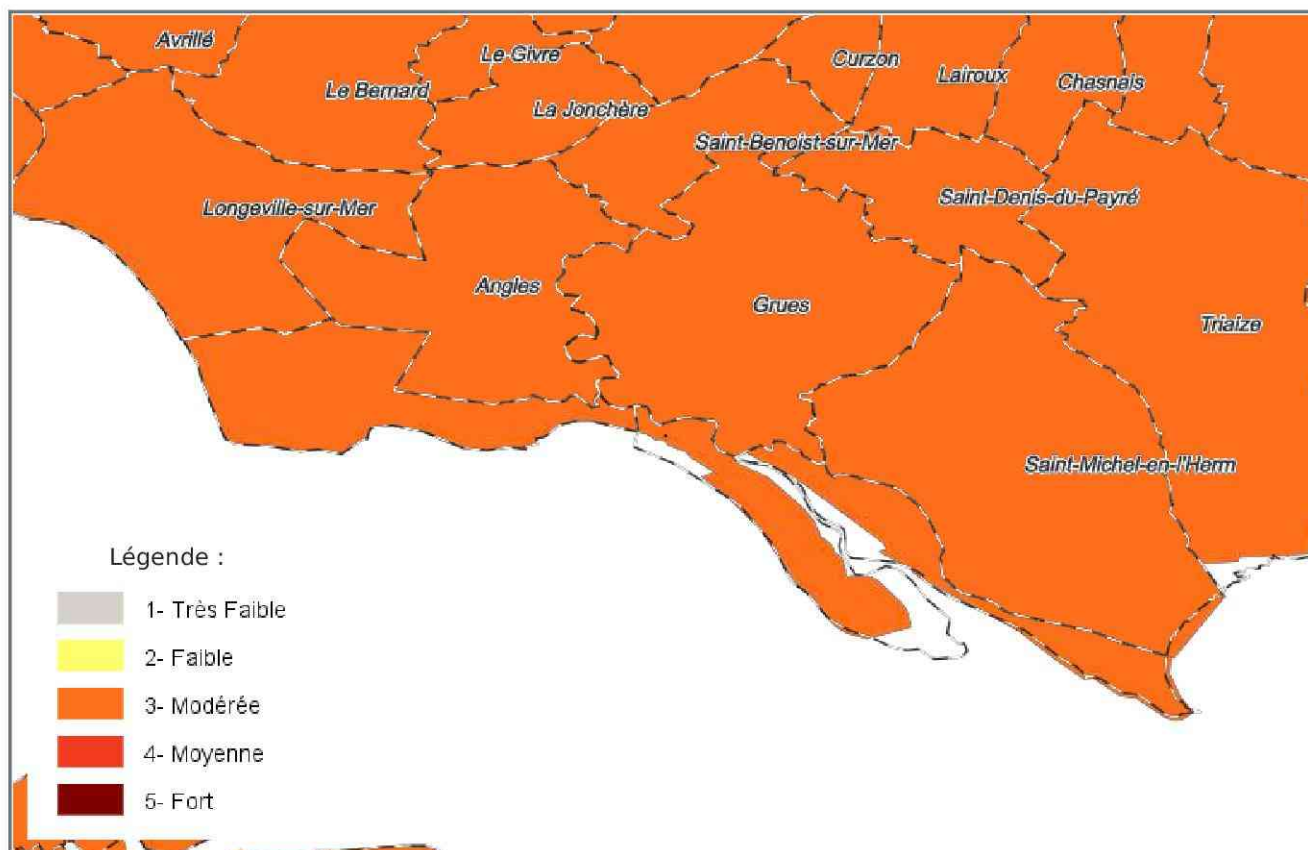 Avrillé
Le Givre
Curzon
Lairoux
Chasnais
Le Bernard
La Jonchère
Saint-Benoist-sur-Mer
Saint-Denis-du-Payré
Longeville-sur-Mer
Angles
Grues
Triaize
Saint-Michel-en-l'Herm
Légende :
1- Très Faible
2- Faible
3- Modérée
4- Moyenne
5- Fort